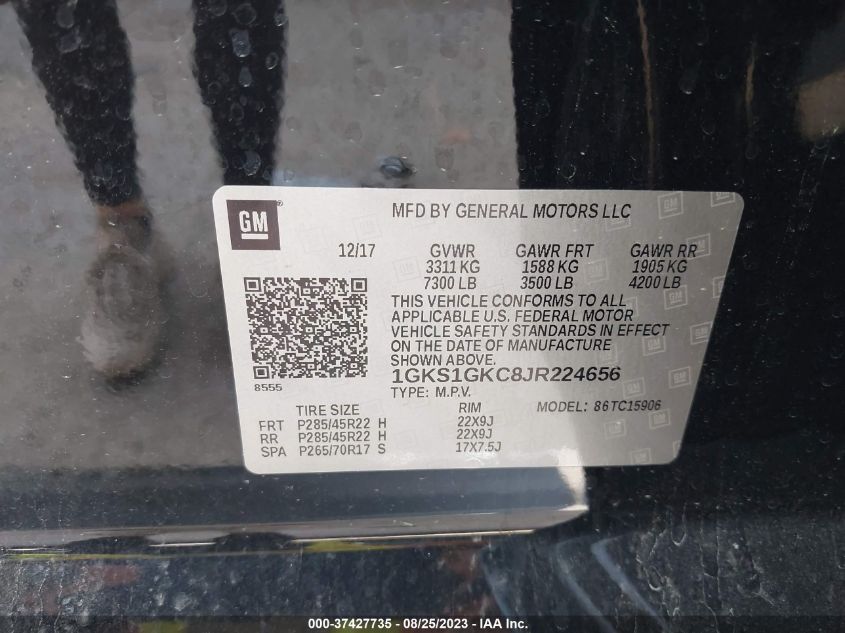 GM®
MFD BY GENERAL MOTORS LLC
12/17 GVWR GAWR FRT GAWR RR
3311 KG 1588 KG 1905 KG
7300 LB 3500 LB 4200 LB
THIS VEHICLE CONFORMS TO ALL
APPLICABLE U.S. FEDERAL MOTOR
VEHICLE SAFETY STANDARDS IN EFFECT
ON THE DATE OF MANUFACTURE
SHOWN ABOVE.
8555
1GKS1GKC8JR224656
TYPE: M.P.V. MODEL: 86TC15906
TIRE SIZE RIM
FRT P285/45R22 H 22X9J
RR P285/45R22 H 22X9J
SPA P265/70R17 S 17X7.5J
000-37427735 - 08/25/2023 - IAA Inc.